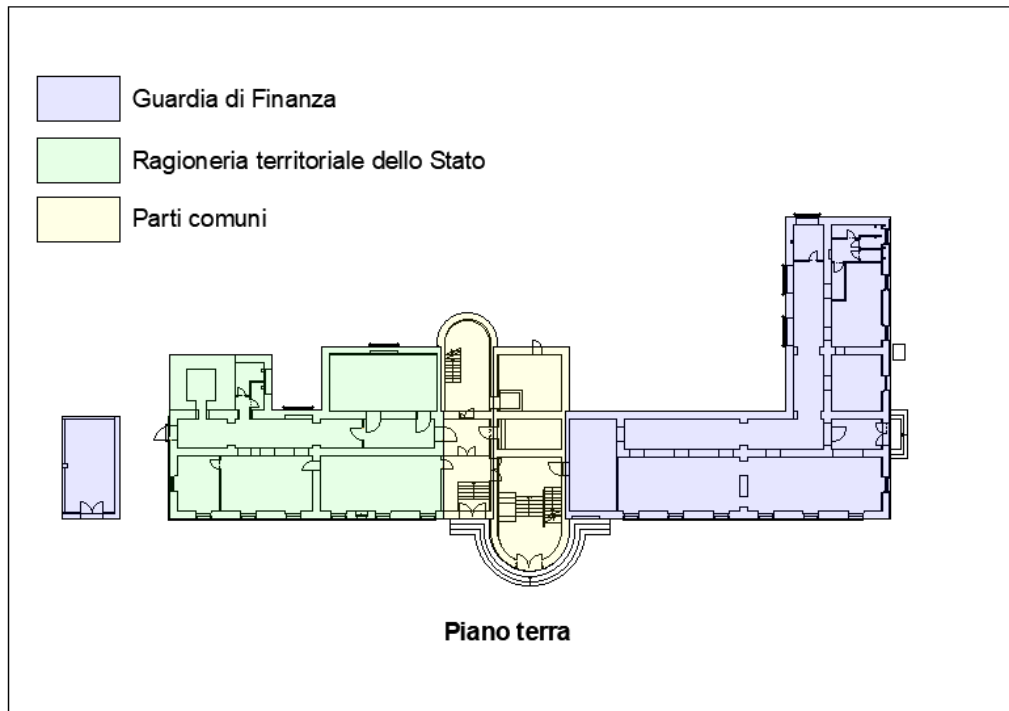 Guardia di Finanza
Ragioneria territoriale dello Stato
Parti comuni
Piano terra